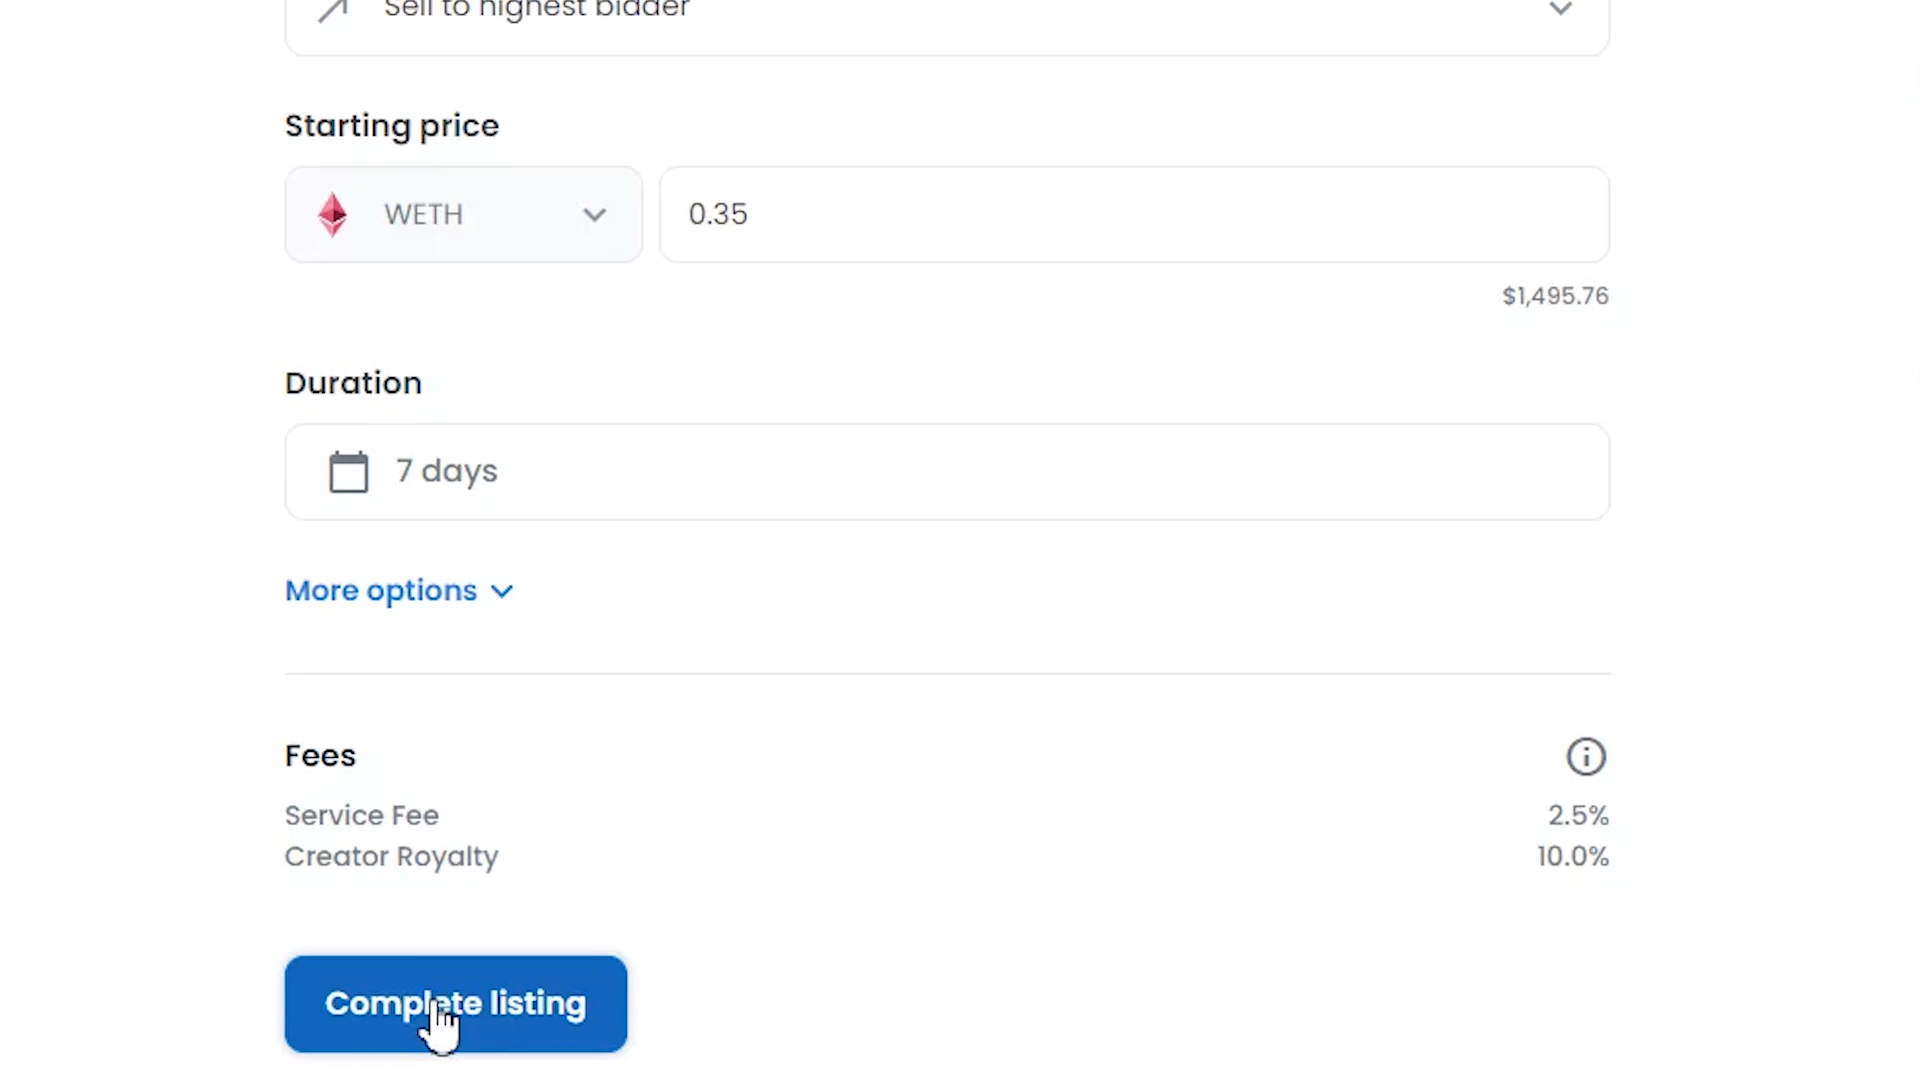 Sell to highest bidder
Starting price
WETH
0.35
$1,495.76
Duration
7 days
More options
Fees
Service Fee
2.5%
Creator Royalty
10.0%
Complete listing